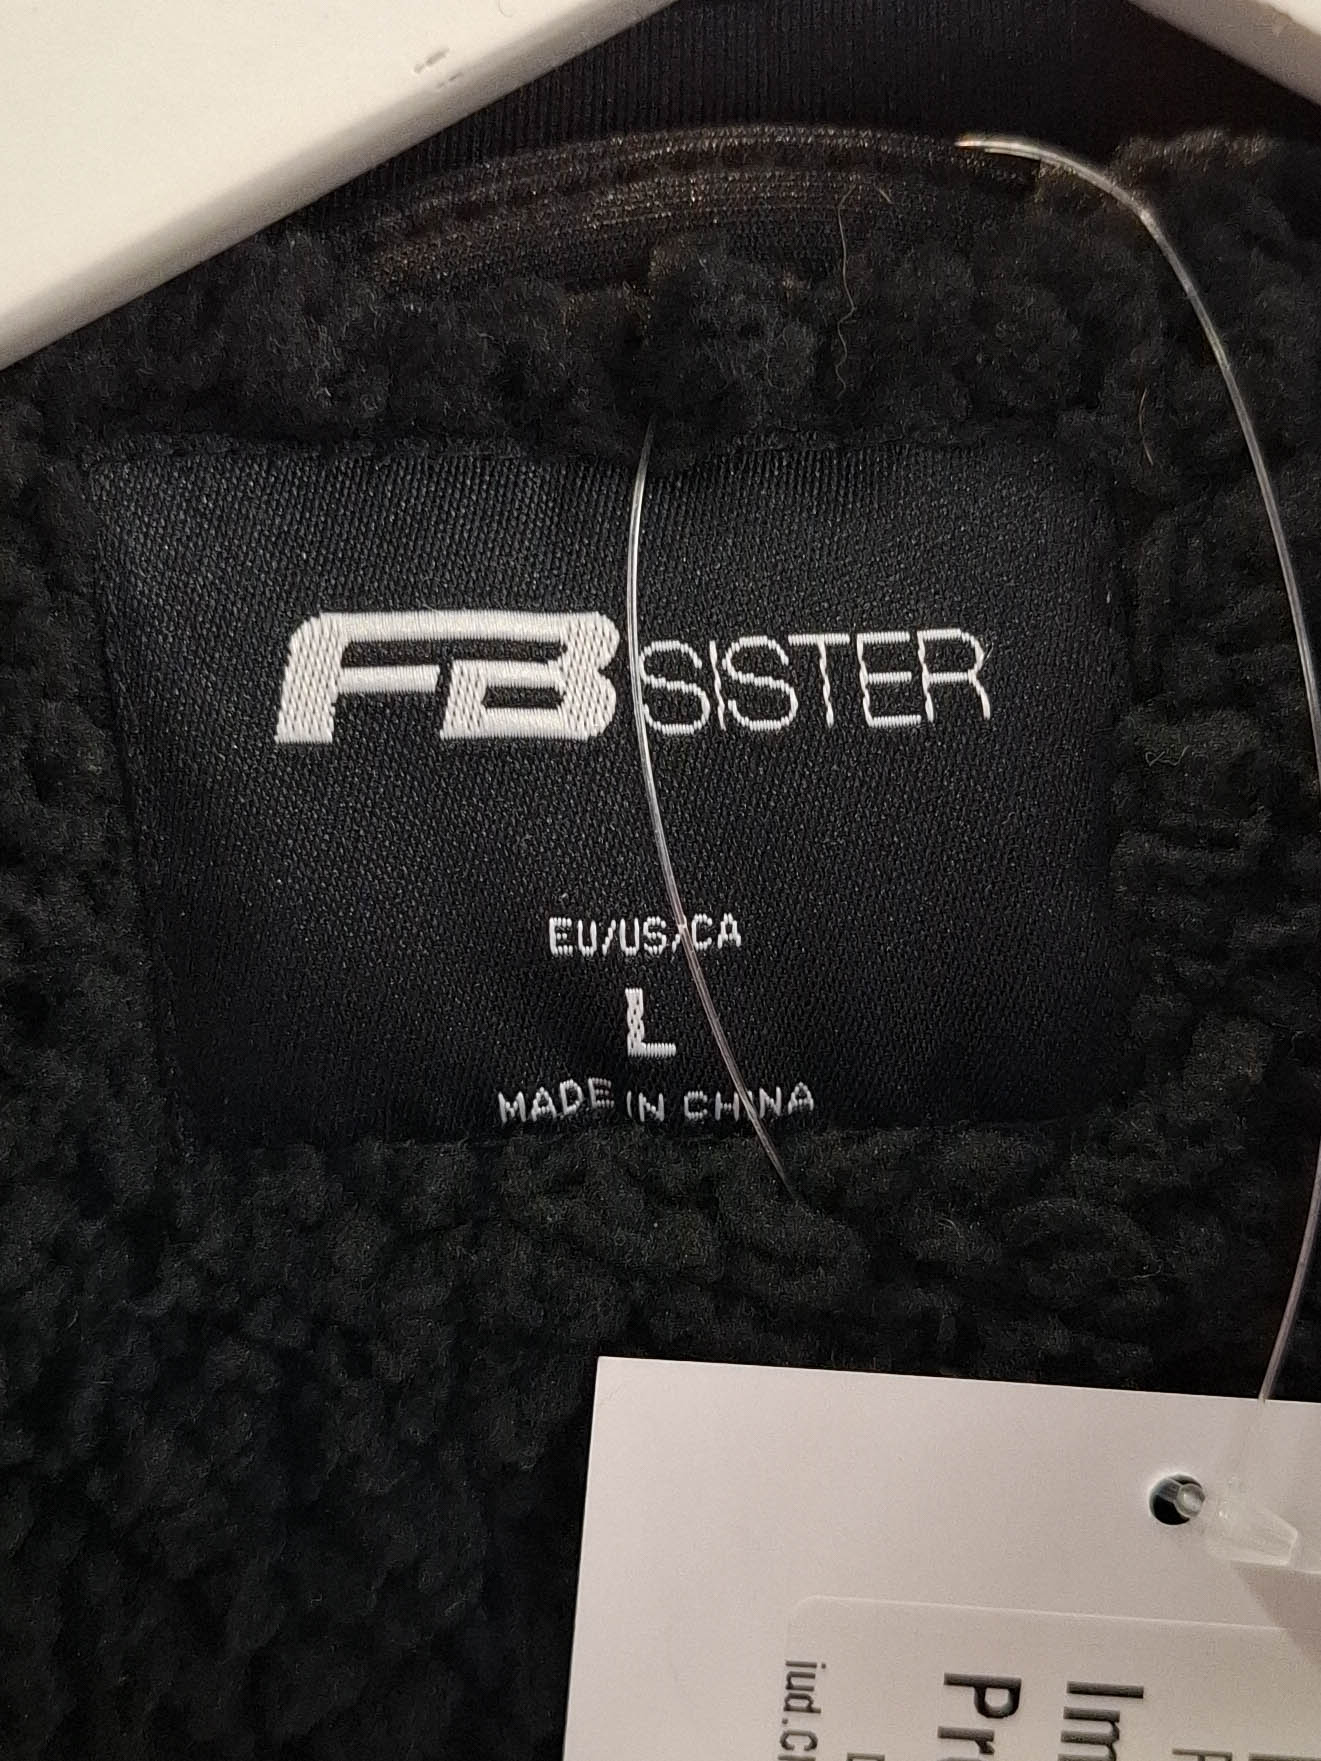 FB SISTER
EU/US/CA
L
MADE IN CHINA